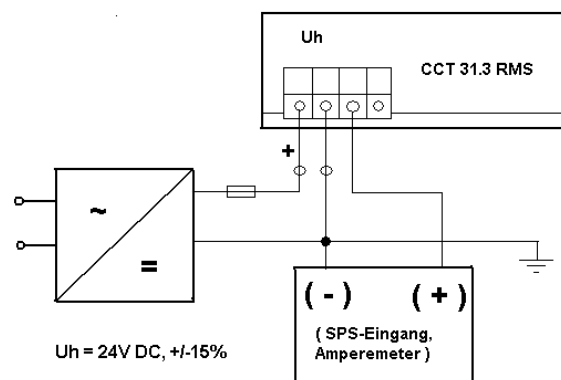 Uh
CCT 31.3 RMS
+
~
=
( - ) ( + )
( SPS-Eingang,
Amperemeter )
Uh = 24V DC, +/-15%